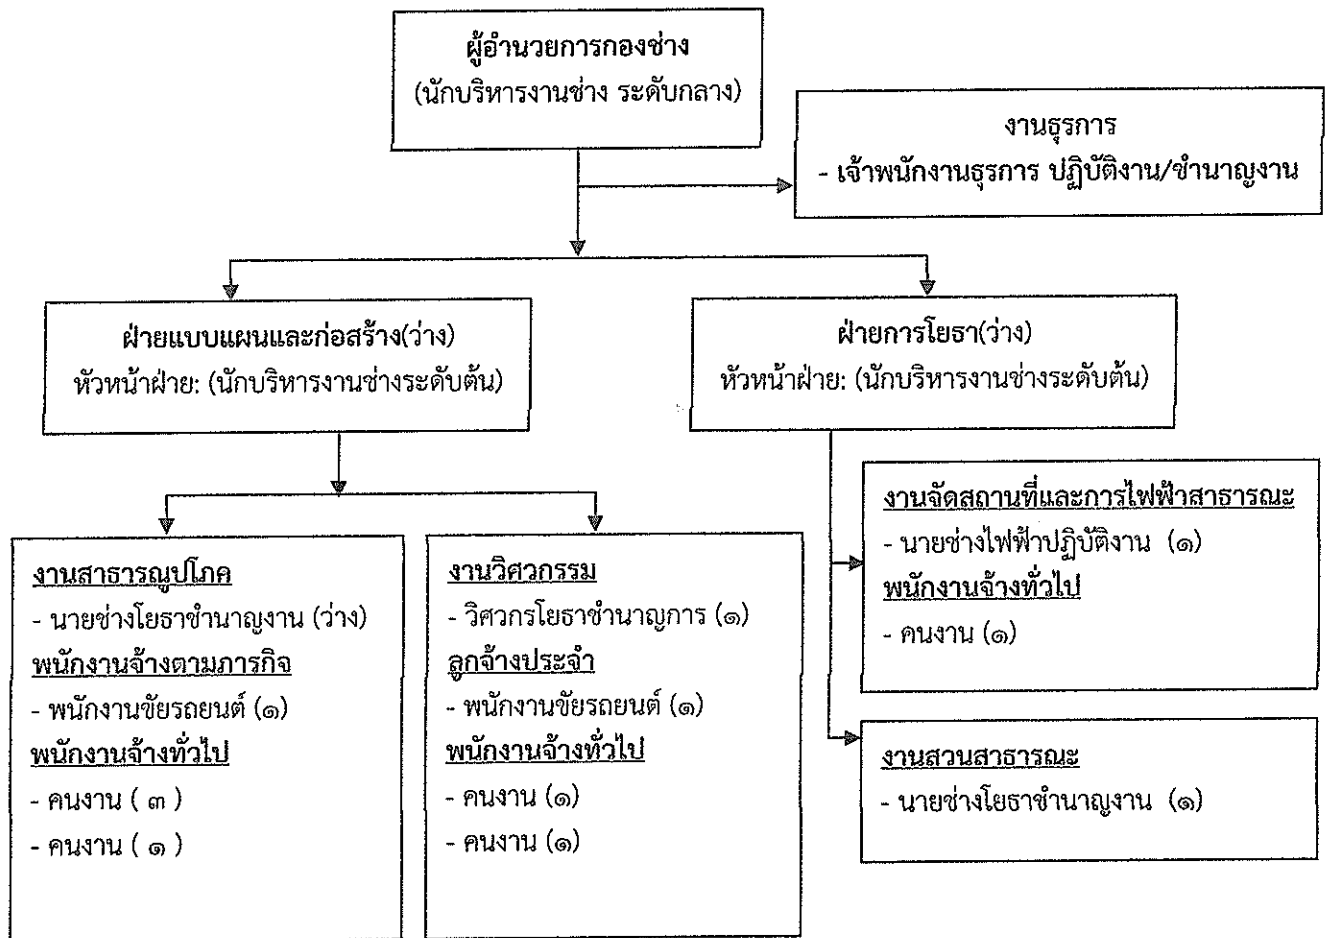 ผู้อำนวยการกองช่าง
(นักบริหารงานช่าง ระดับกลาง)
งานธุรการ
- เจ้าพนักงานธุรการ ปฏิบัติงาน/ชำนาญงาน
ฝ่ายแบบแผนและก่อสร้าง(ว่าง)
หัวหน้าฝ่าย: (นักบริหารงานช่างระดับต้น)
ฝ่ายการโยธา(ว่าง)
หัวหน้าฝ่าย: (นักบริหารงานช่างระดับต้น)
งานสาธารณูปโภค
- นายช่างโยธาชำนาญงาน (ว่าง)
พนักงานจ้างตามภารกิจ
- พนักงานขับรถยนต์ (๑)
พนักงานจ้างทั่วไป
- คนงาน ( ๓ )
- คนงาน ( ๑ )
งานวิศวกรรม
- วิศวกรโยธาชำนาญการ (๑)
ลูกจ้างประจำ
- พนักงานขับรถยนต์ (๑)
พนักงานจ้างทั่วไป
- คนงาน (๑)
- คนงาน (๑)
งานจัดสถานที่และการไฟฟ้าสาธารณะ
- นายช่างไฟฟ้าปฏิบัติงาน (๑)
พนักงานจ้างทั่วไป
- คนงาน (๑)
งานสวนสาธารณะ
- นายช่างโยธาชำนาญงาน (๑)